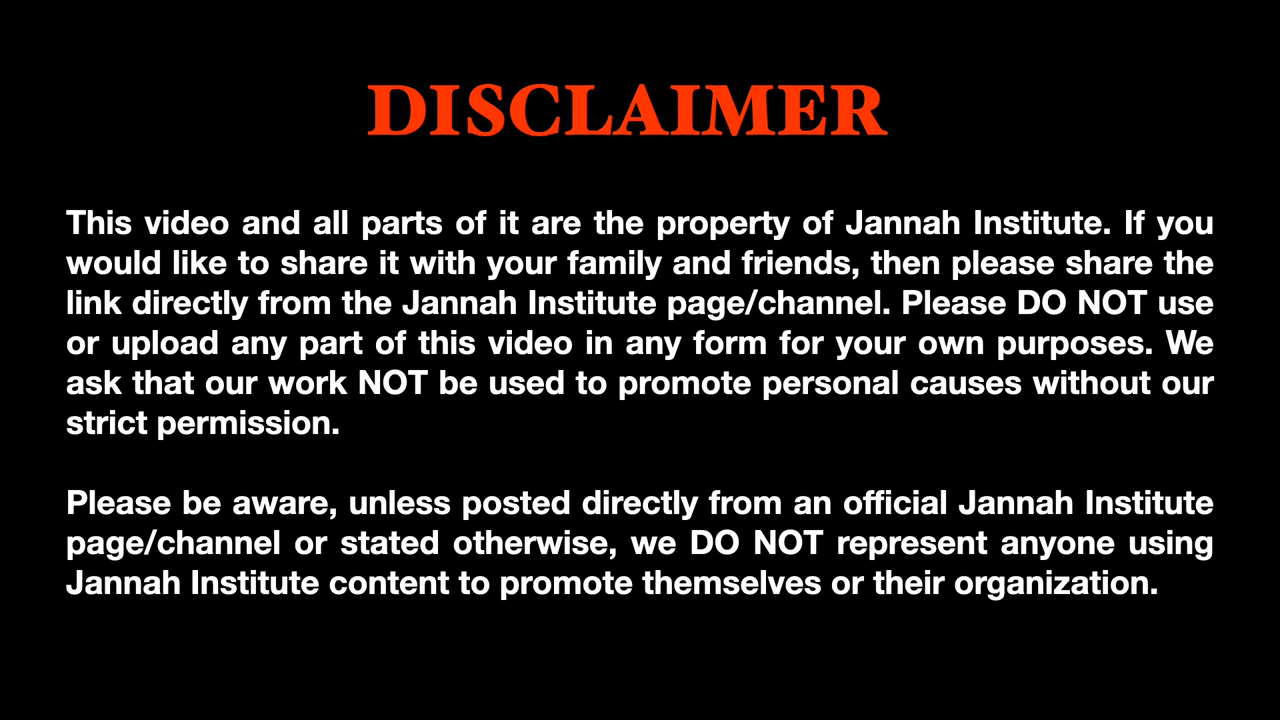 DISCLAIMER
This video and all parts of it are the property of Jannah Institute. If you
would like to share it with your family and friends, then please share the
link directly from the Jannah Institute page/channel. Please DO NOT use
or upload any part of this video in any form for your own purposes. We
ask that our work NOT be used to promote personal causes without our
strict permission.
Please be aware, unless posted directly from an official Jannah Institute
page/channel or stated otherwise, we DO NOT represent anyone using
Jannah Institute content to promote themselves or their organization.